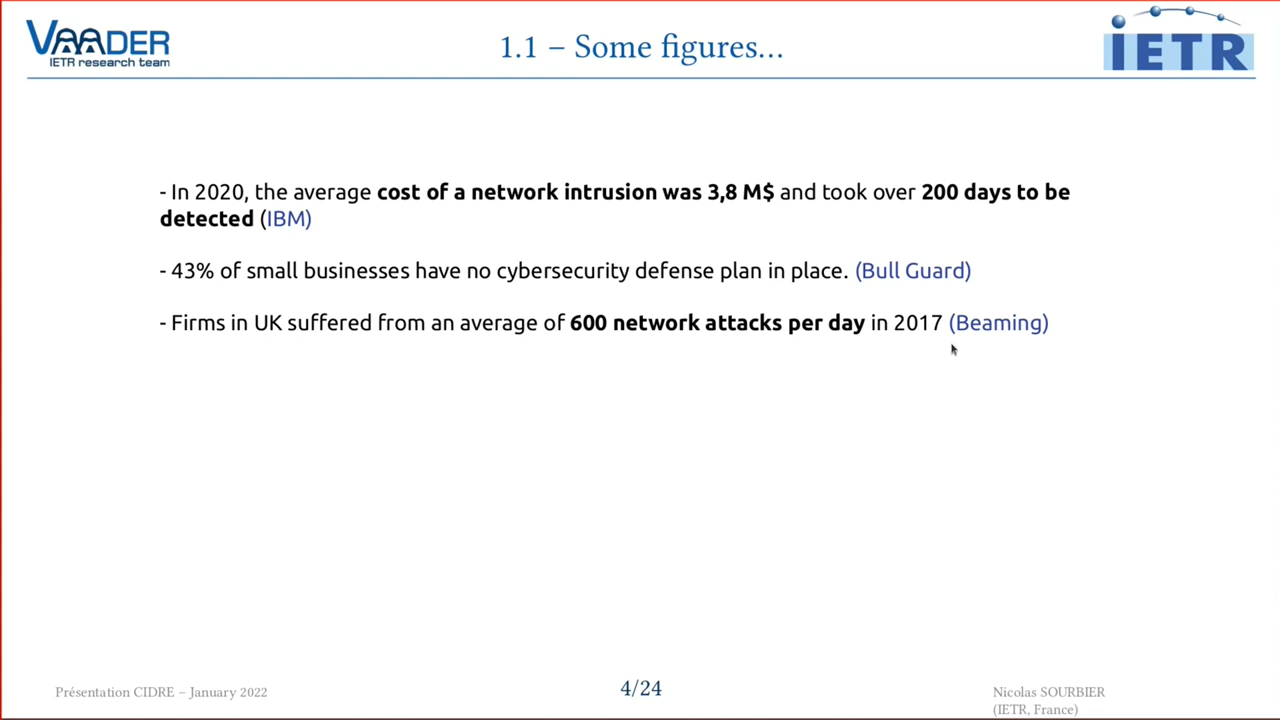 VAADER
IETR research team
1.1 – Some figures…
iETR
- In 2020, the average cost of a network intrusion was 3,8 M$ and took over 200 days to be
detected (IBM)
- 43% of small businesses have no cybersecurity defense plan in place. (Bull Guard)
- Firms in UK suffered from an average of 600 network attacks per day in 2017 (Beaming)
Présentation CIDRE – January 2022
4/24
Nicolas SOURBIER
(IETR, France)